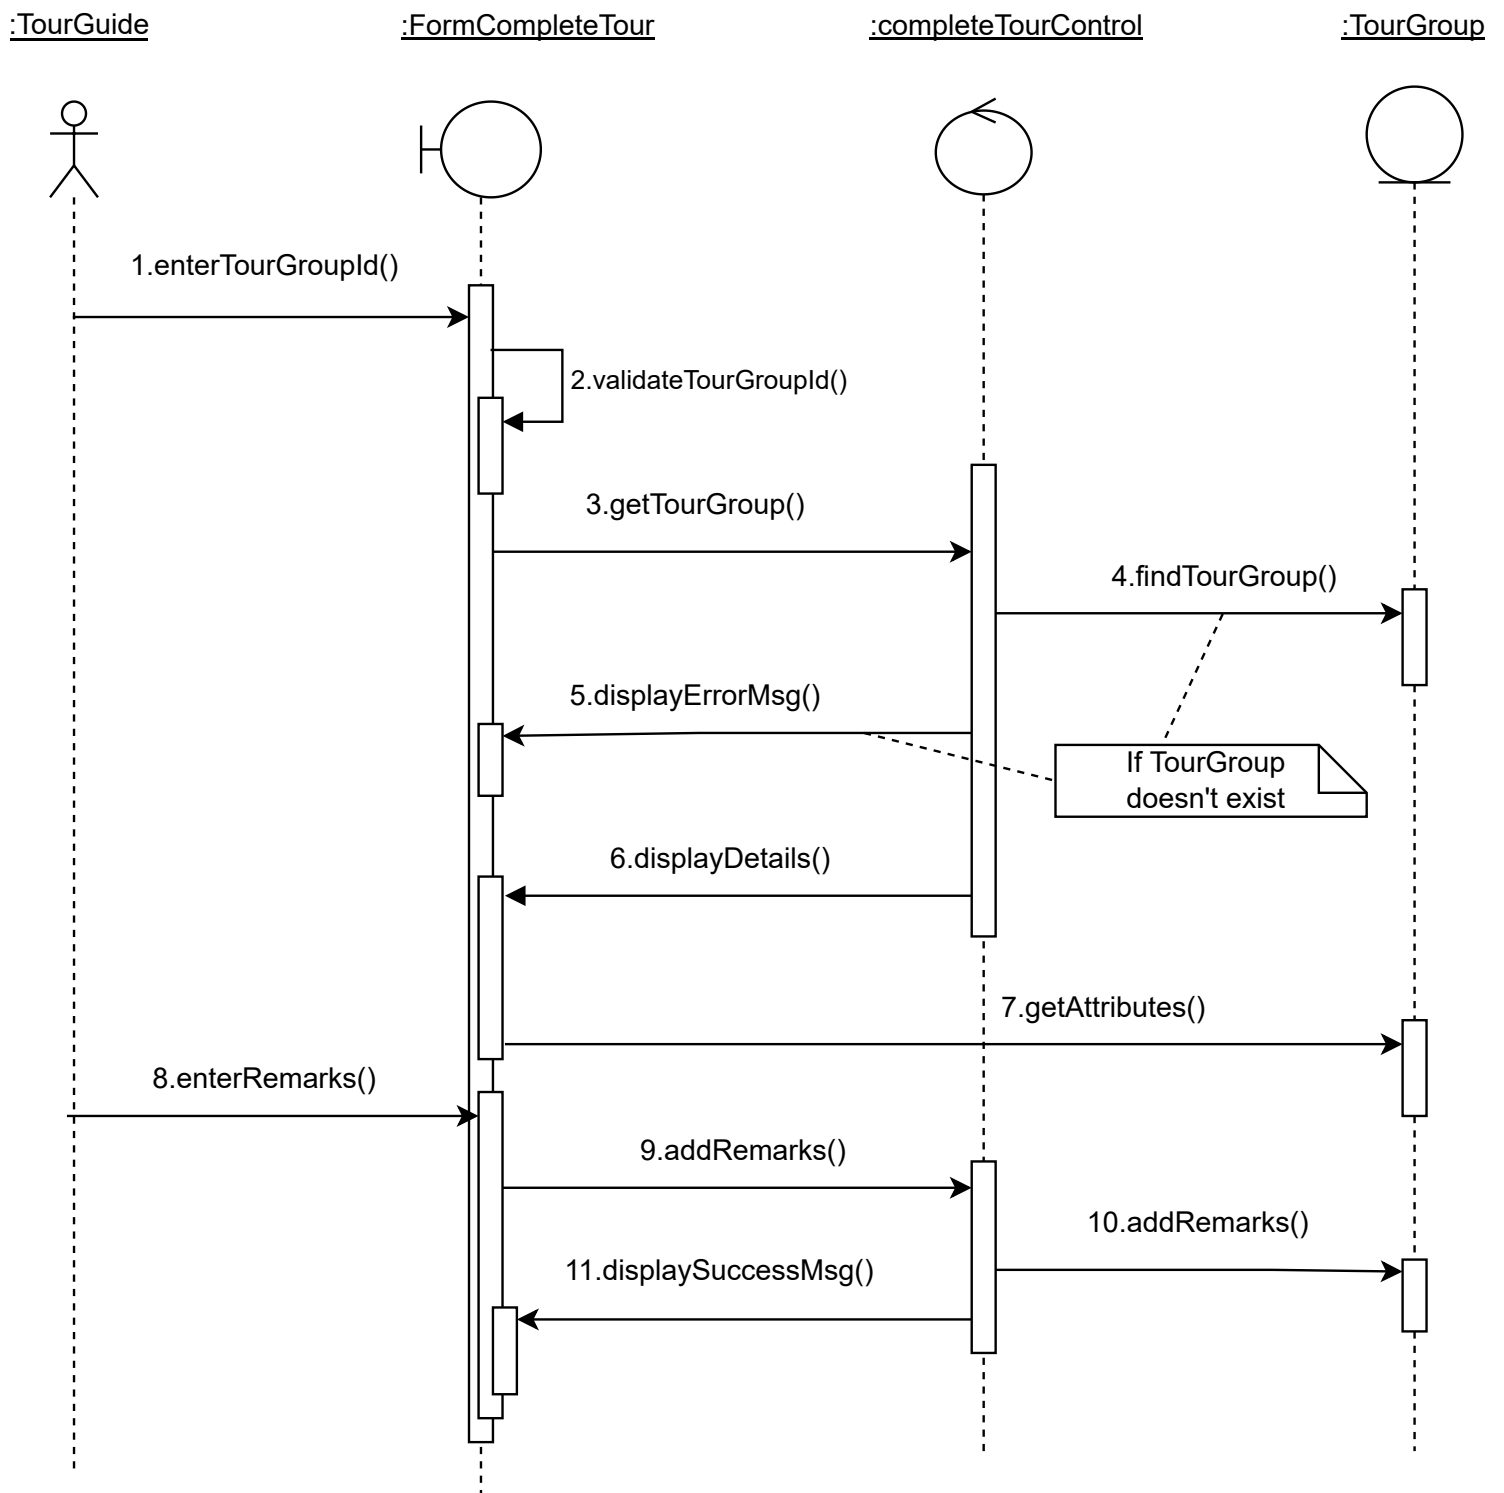 :TourGuide
:FormCompleteTour
:completeTourControl
:TourGroup
1.enterTourGroupId()
2.validateTourGroupId()
3.getTourGroup()
4.findTourGroup()
5.displayErrorMsg()
If TourGroup
doesn't exist
6.displayDetails()
7.getAttributes()
8.enterRemarks()
9.addRemarks()
10.addRemarks()
11.displaySuccessMsg()